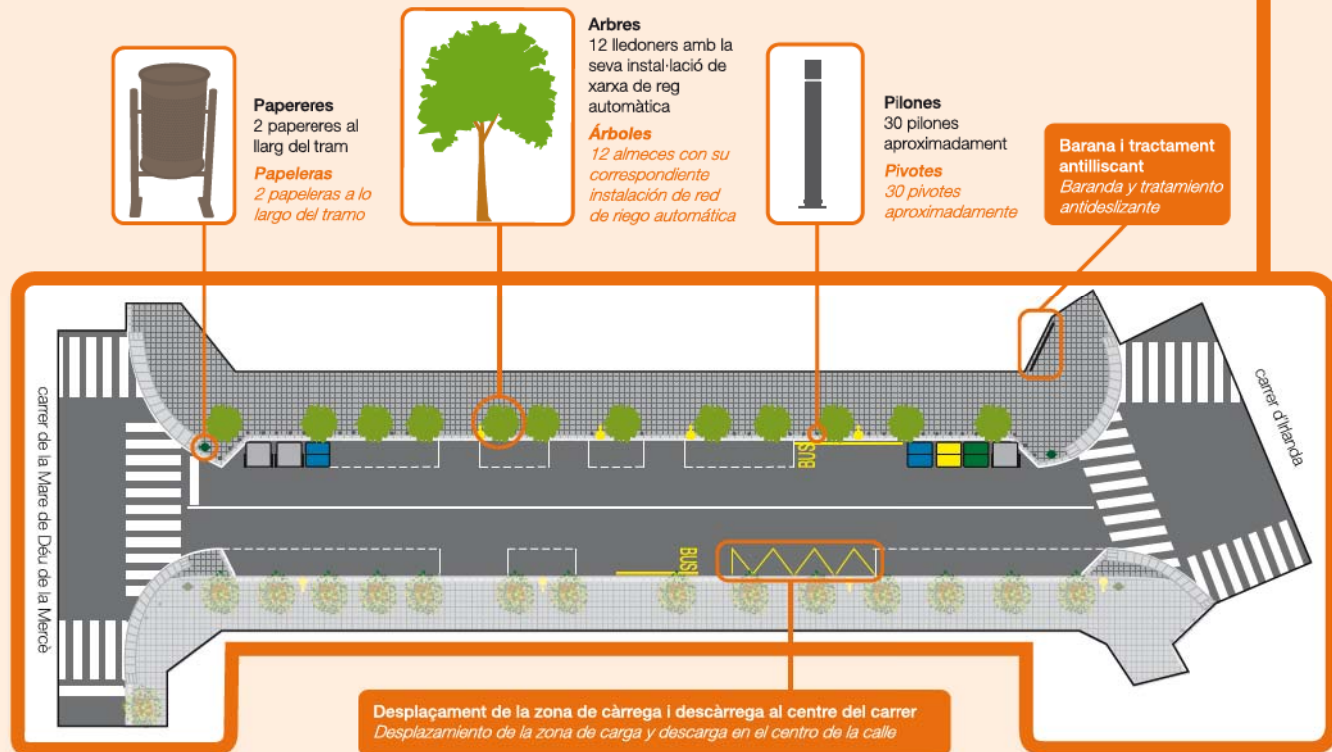 Papereres
2 papereres al
llarg del tram
Papeleras
2 papeleras a lo
largo del tramo
Arbres
12 lledoners amb la
seva instal·lació de
xarxa de reg
automàtica
Árboles
12 almeces con su
correspondiente
instalación de red
de riego automática
Pilones
30 pilones
aproximadament
Pivotes
30 pivotes
aproximadamente
Barana i tractament
antilliscant
Baranda y tratamiento
antideslizante
carrer de la Mare de Déu de la Mercè
BUS
BUS
carrer d'Irlanda
Desplaçament de la zona de càrrega i descàrrega al centre del carrer
Desplazamiento de la zona de carga y descarga en el centro de la calle